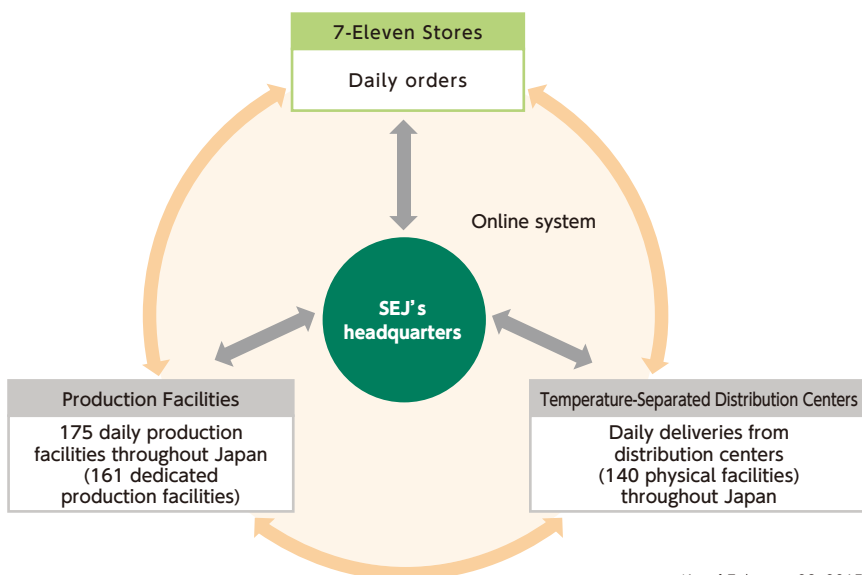 7-Eleven Stores
Daily orders
Online system
SEJ's
headquarters
Production Facilities
175 daily production
facilities throughout Japan
(161 dedicated
production facilities)
Temperature-Separated Distribution Centers
Daily deliveries from
distribution centers
(140 physical facilities)
throughout Japan